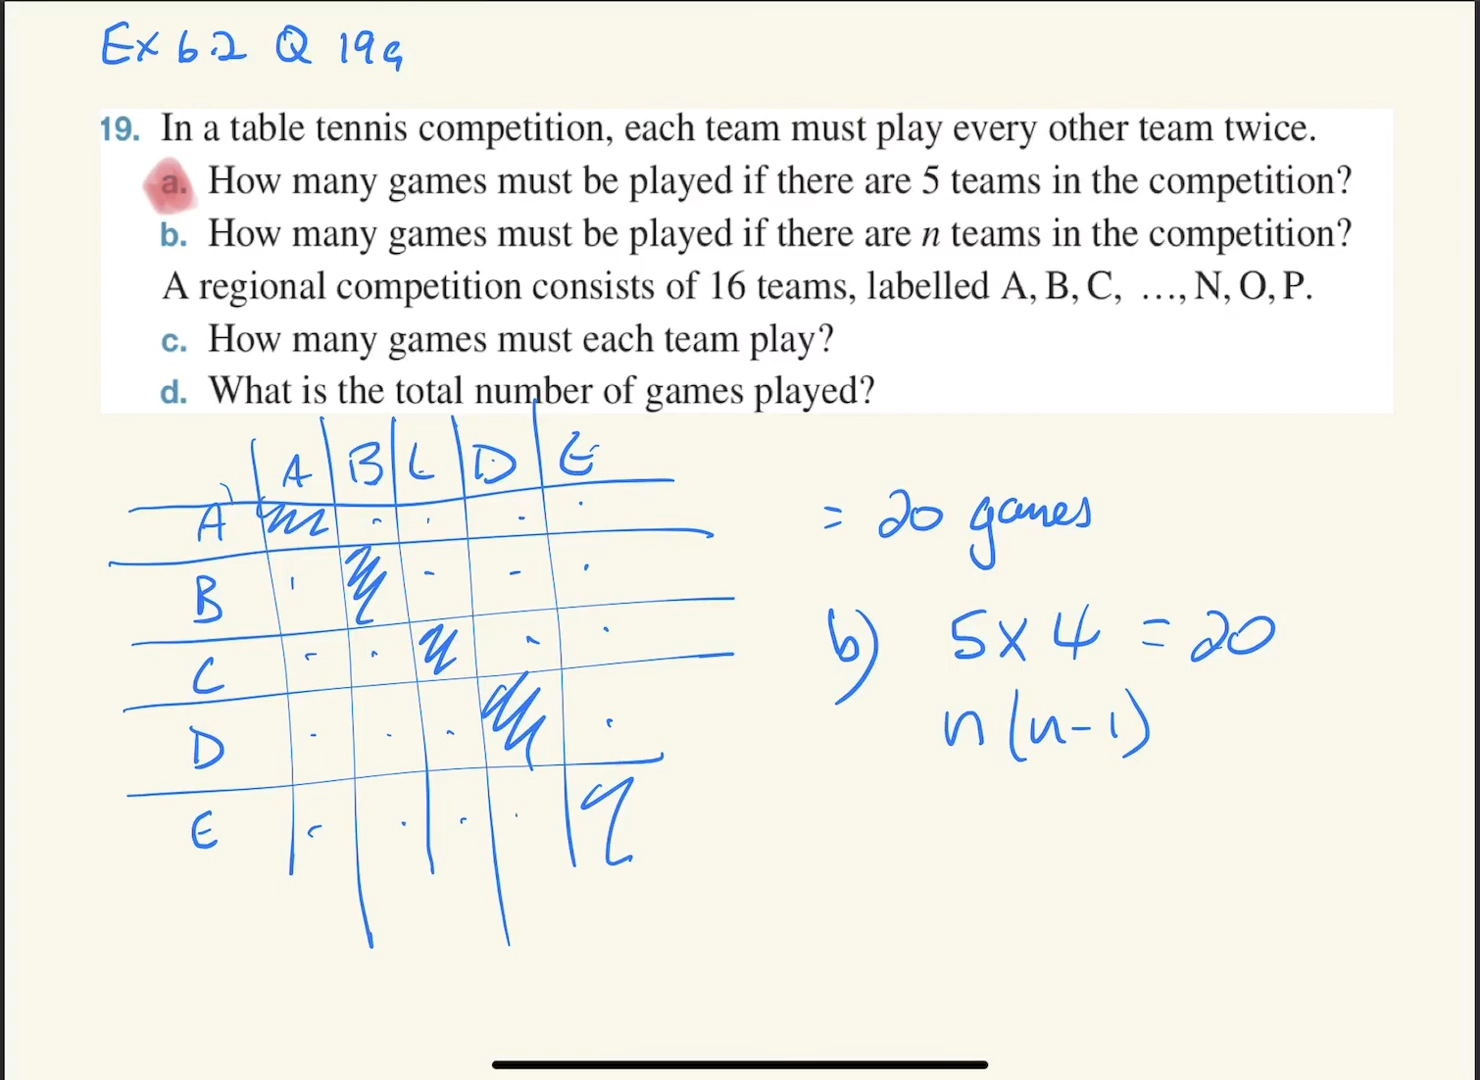 Ex 6.2 Q 19a
19. In a table tennis competition, each team must play every other team twice.
a. How many games must be played if there are 5 teams in the competition?
b. How many games must be played if there are n teams in the competition?
A regional competition consists of 16 teams, labelled A, B, C, …, N, O, P.
c. How many games must each team play?
d. What is the total number of games played?
A B C D E
A
B
C
D
E
= 20 games
b) 5 x 4 = 20
n(n-1)